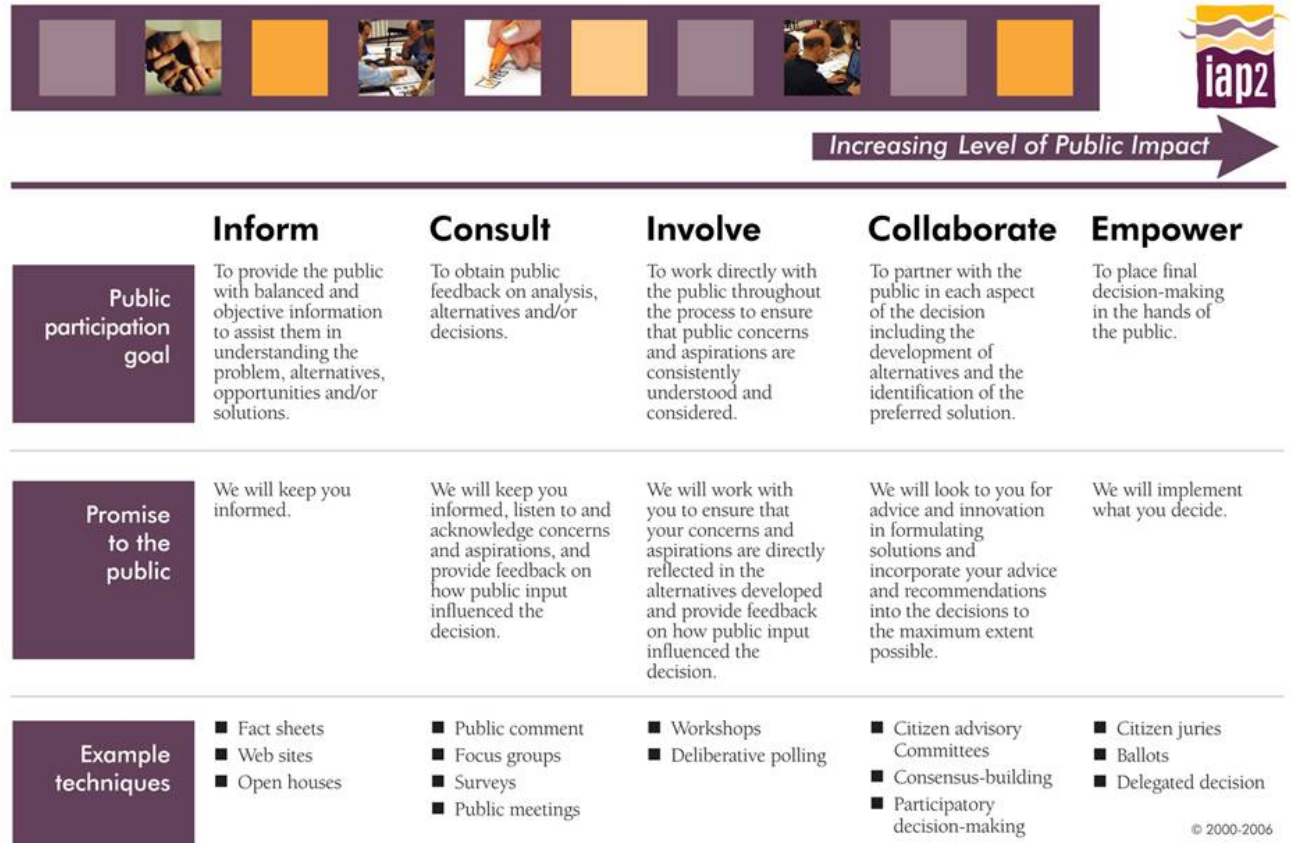 iap2
Increasing Level of Public Impact
Inform
Consult
Involve
Collaborate
Empower
Public
participation
goal
To provide the public
with balanced and
objective information
to assist them in
understanding the
problem, alternatives,
opportunities and/or
solutions.
To obtain public
feedback on analysis,
alternatives and/or
decisions.
To work directly with
the public throughout
the process to ensure
that public concerns
and aspirations are
consistently
understood and
considered.
To partner with the
public in each aspect
of the decision
including the
development of
alternatives and the
identification of the
preferred solution.
To place final
decision-making
in the hands of
the public.
Promise
to the
public
We will keep you
informed.
We will keep you
informed, listen to and
acknowledge concerns
and aspirations, and
provide feedback on
how public input
influenced the
decision.
We will work with
you to ensure that
your concerns and
aspirations are directly
reflected in the
alternatives developed
and provide feedback
on how public input
influenced the
decision.
We will look to you for
advice and innovation
in formulating
solutions and
incorporate your advice
and recommendations
into the decisions to
the maximum extent
possible.
We will implement
what you decide.
Example
techniques
■ Fact sheets
■ Web sites
■ Open houses
■ Public comment
■ Focus groups
■ Surveys
■ Public meetings
■ Workshops
■ Deliberative polling
■ Citizen advisory
Committees
■ Consensus-building
■ Participatory
decision-making
■ Citizen juries
■ Ballots
■ Delegated decision
© 2000-2006